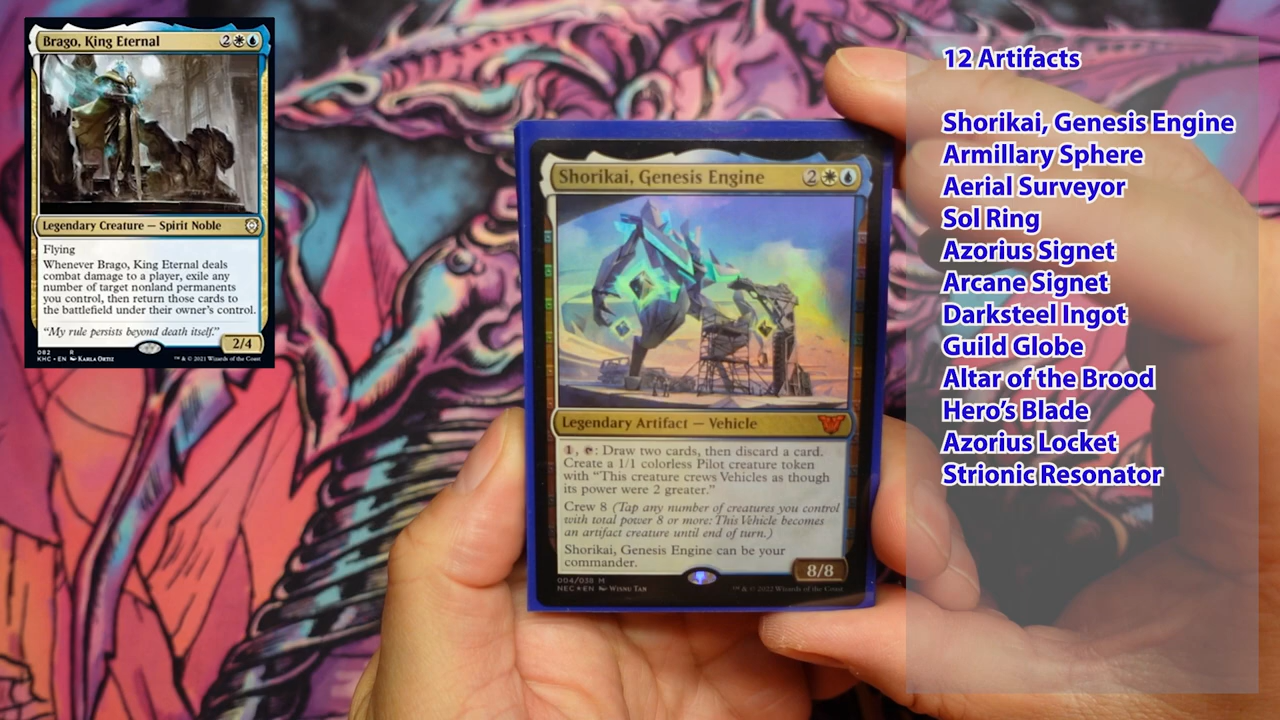 Brago, King Eternal 2
Legendary Creature — Spirit Noble
Flying
Whenever Brago, King Eternal deals
combat damage to a player, exile any
number of target nonland permanents
you control, then return those cards to
the battlefield under their owner's control.
"My rule persists beyond death itself."
2/4
082 R
KHC • EN Karla Ortiz
™ & © 2021 Wizards of the Coast
Shorikai, Genesis Engine 2
Legendary Artifact — Vehicle
1, : Draw two cards, then discard a card.
Create a 1/1 colorless Pilot creature token
with "This creature crews Vehicles as though
its power were 2 greater."
Crew 8 (Tap any number of creatures you control
with total power 8 or more: This Vehicle becomes
an artifact creature until end of turn.)
Shorikai, Genesis Engine can be your
commander.
8/8
004/038 M
NEC EN Wisnu Tan
™ & © 2022 Wizards of the Coast
12 Artifacts
Shorikai, Genesis Engine
Armillary Sphere
Aerial Surveyor
Sol Ring
Azorius Signet
Arcane Signet
Darksteel Ingot
Guild Globe
Altar of the Brood
Hero's Blade
Azorius Locket
Strionic Resonator